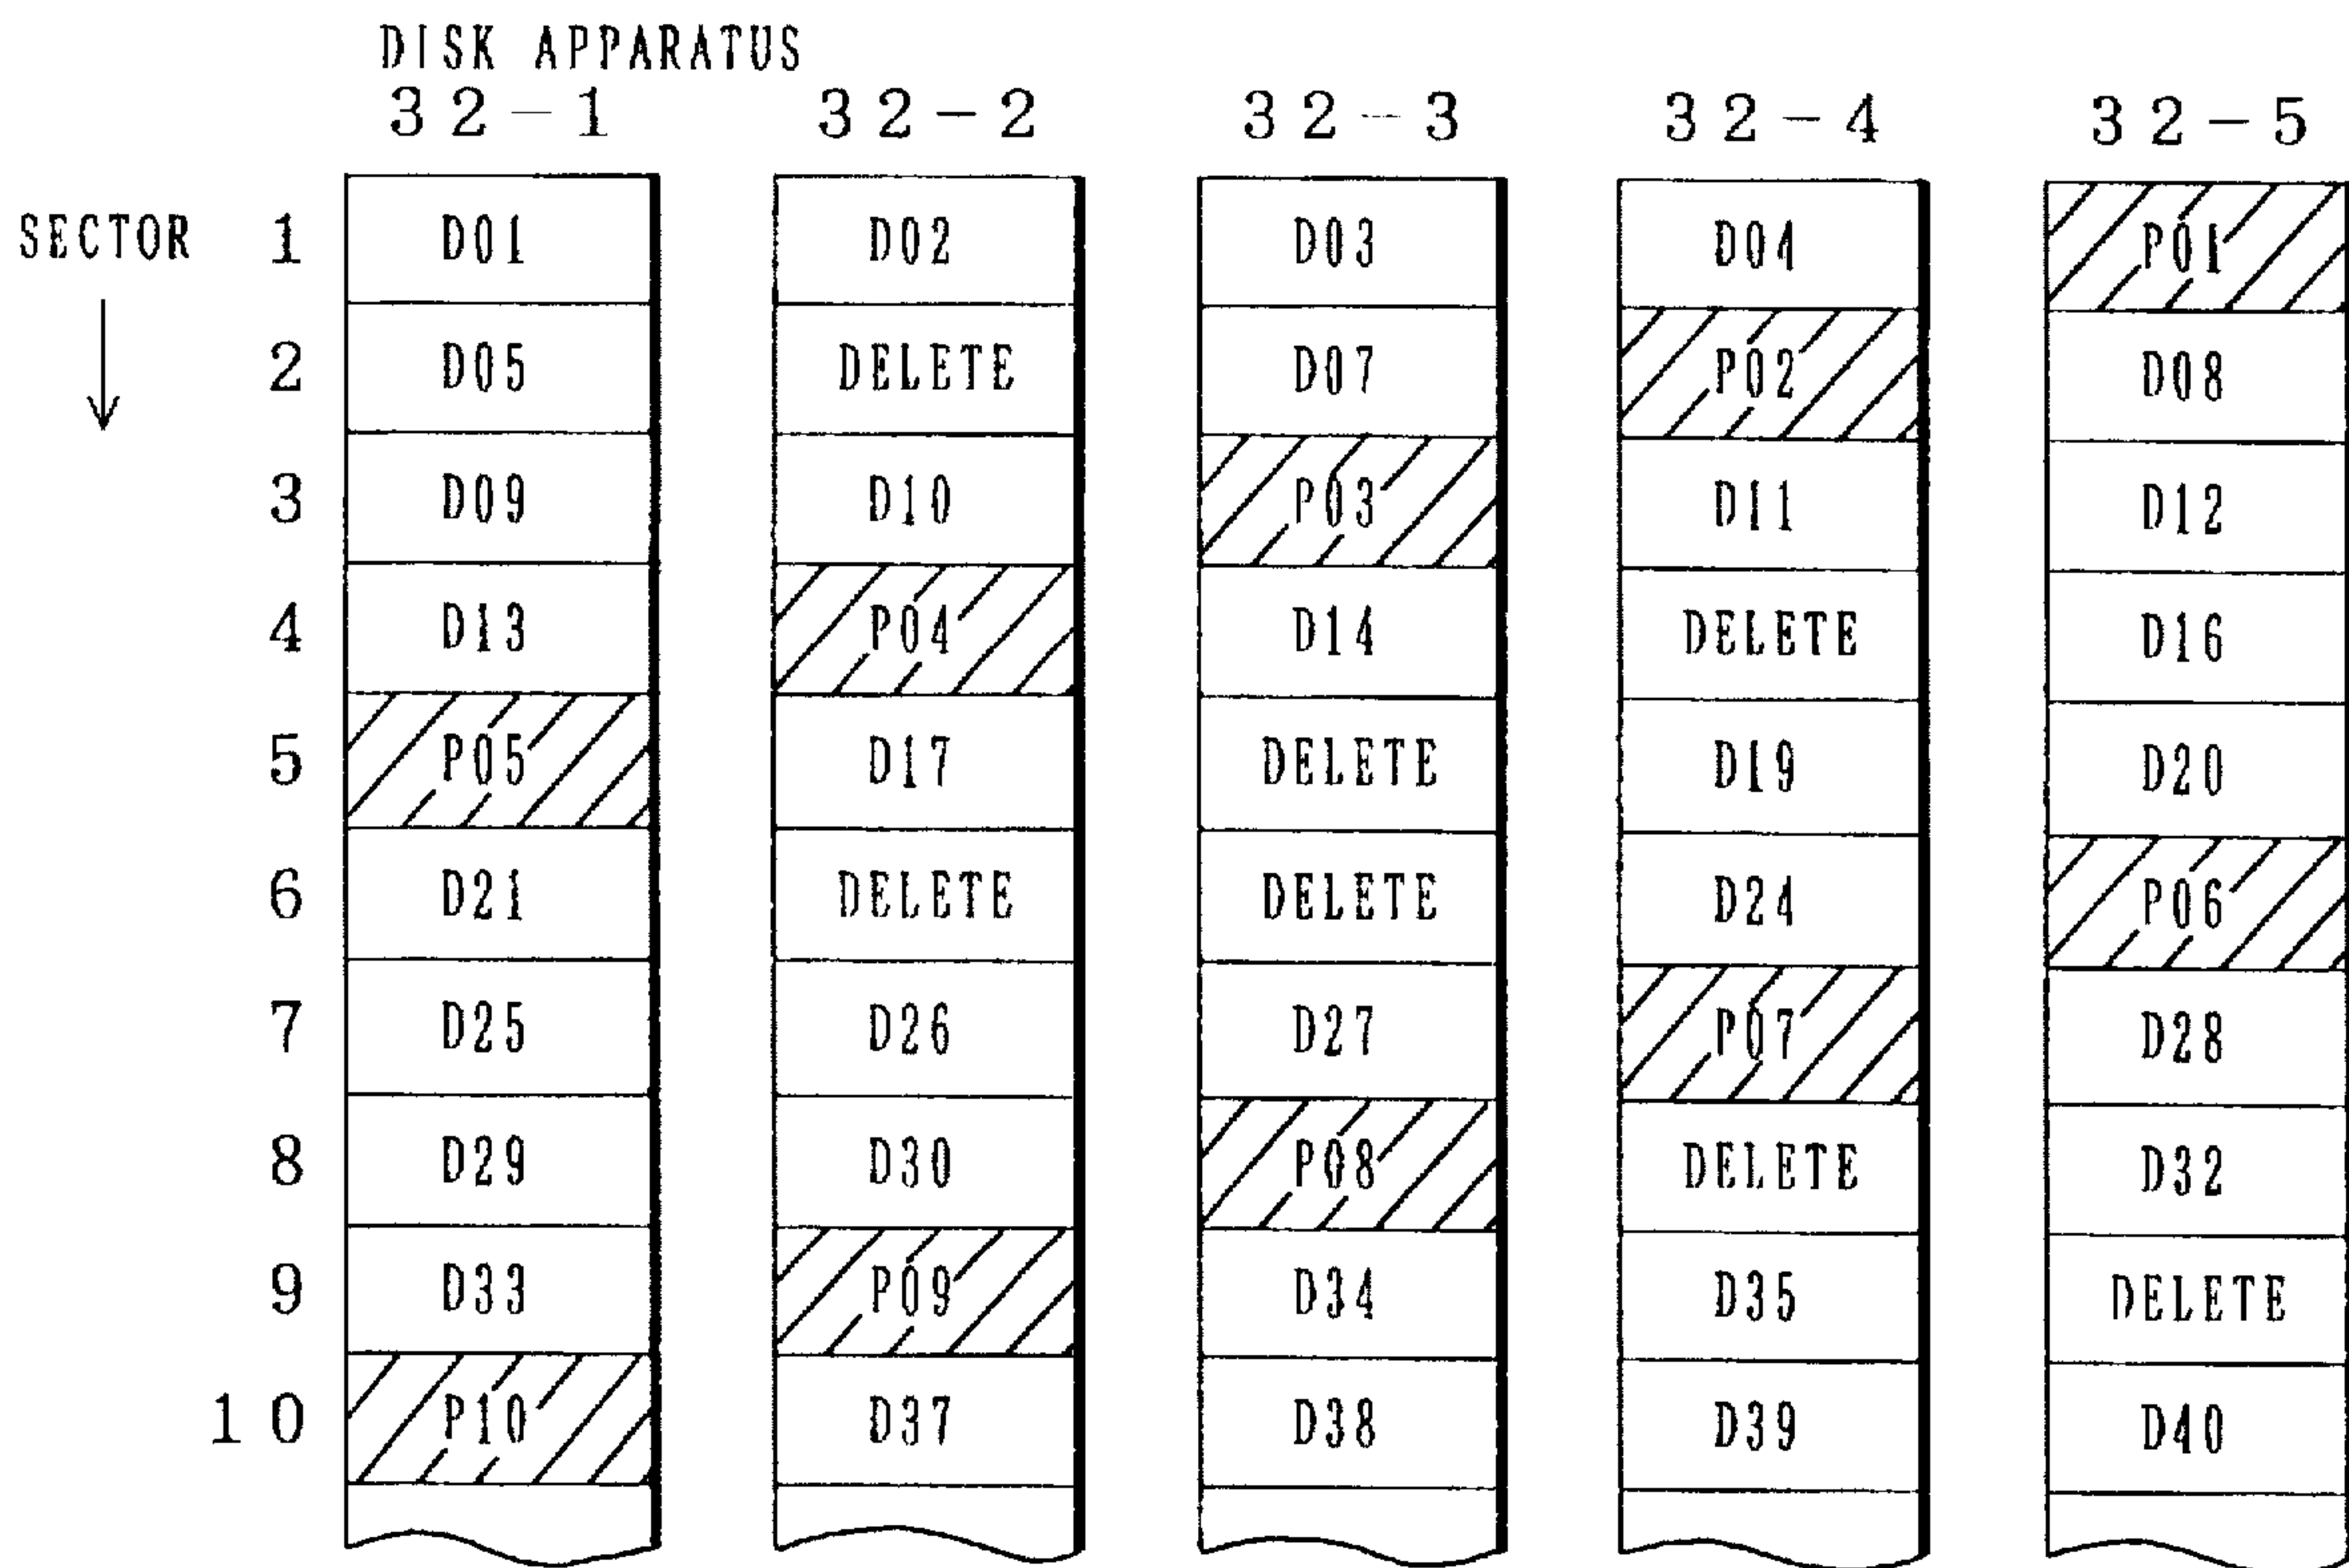 DISK APPARATUS
32-1 32-2 32-3 32-4 32-5
SECTOR 1 D01 D02 D03 D04 P01
2 D05 DELETE D07 P02 D08
3 D09 D10 P03 D11 D12
4 D13 P04 D14 DELETE D16
5 P05 D17 DELETE D19 D20
6 D21 DELETE DELETE D24 P06
7 D25 D26 D27 P07 D28
8 D29 D30 P08 DELETE D32
9 D33 P09 D34 D35 DELETE
10 P10 D37 D38 D39 D40